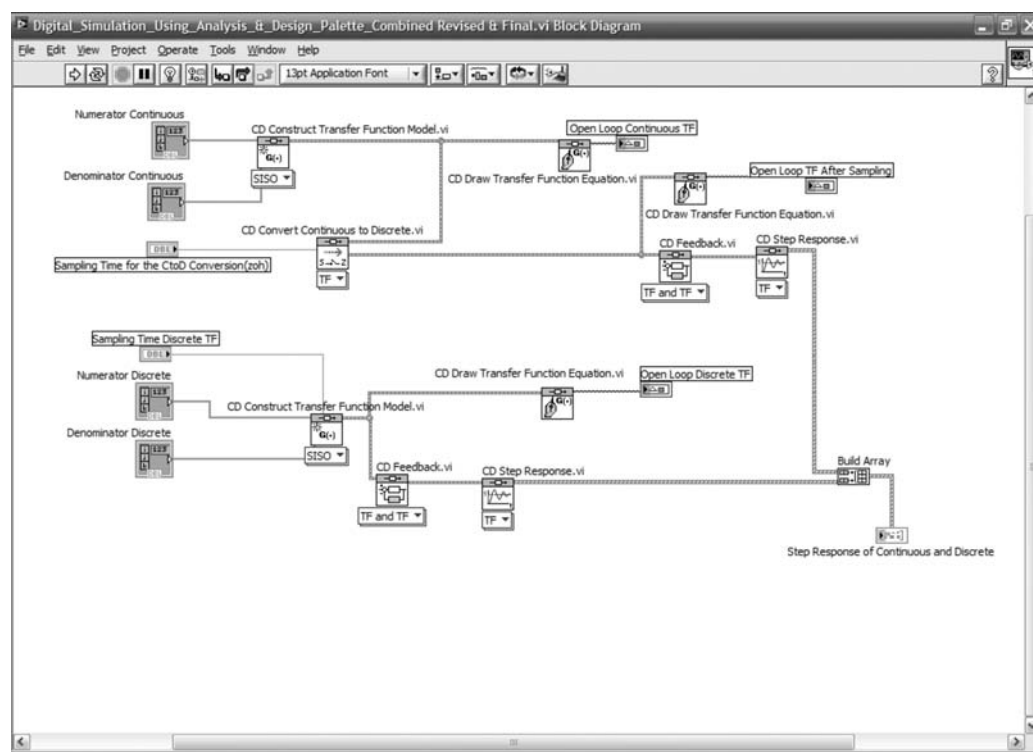 Digital_Simulation_Using_Analysis_&_Design_Palette_Combined Revised & Final.vi Block Diagram
File Edit View Project Operate Tools Window Help
13pt Application Font
Numerator Continuous
CD Construct Transfer Function Model.vi
Open Loop Continuous TF
SISO
Denominator Continuous
CD Draw Transfer Function Equation.vi
Open Loop TF After Sampling
CD Draw Transfer Function Equation.vi
CD Convert Continuous to Discrete.vi
DBL
Sampling Time for the CtoD Conversion(zoh)
TF
CD Feedback.vi
TF and TF
CD Step Response.vi
TF
Sampling Time Discrete TF
DBL
Numerator Discrete
CD Draw Transfer Function Equation.vi
Open Loop Discrete TF
CD Construct Transfer Function Model.vi
SISO
Denominator Discrete
CD Feedback.vi
TF and TF
CD Step Response.vi
TF
Build Array
Step Response of Continuous and Discrete